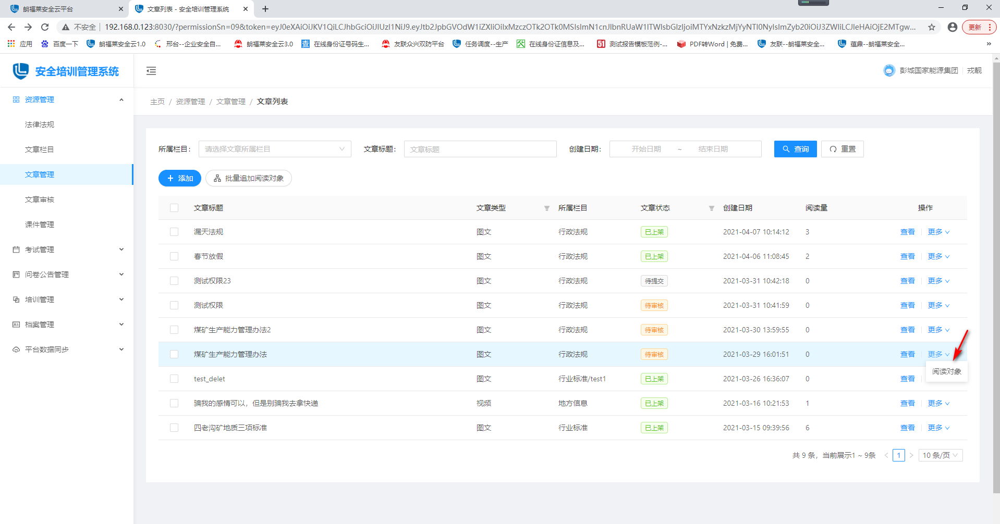 朗福莱安全云平台
文章列表 - 安全培训管理系统
不安全
192.168.0.123:8030/?permissionSn=09&token=eyJ0eXAiOiJKV1QiLCJhbGciOiJIUzI1NiJ9.eyJtb2JpbGVOdW1iZXIiOiIxMzczOTk2OTk0MSIsImN1cnJlbnRUaW1lTWlsbGlzIjoiMTYxNzkzMjYyNTI0NyIsImZyb20iOiJ3ZWIiLCJleHAiOjE2MTgw...
更新
应用
百度一下
朗福莱安全云1.0
邢台--企业安全自...
朗福莱安全云3.0
查
在线身份证号码生...
友联众兴双防平台
任务调度--生产
在线身份证信息及...
51
测试报告模板范例-...
PDF转Word | 免费...
友联--朗福莱安全...
蕴鼎--朗福莱安全...
»
安全培训管理系统
彭城国家能源集团
戎靓
资源管理
法律法规
文章栏目
文章管理
文章审核
课件管理
考试管理
问卷公告管理
培训管理
档案管理
平台数据同步
主页 / 资源管理 / 文章管理 / 文章列表
所属栏目： 请选择文章所属栏目 文章标题： 文章标题 创建日期： 开始日期 ~ 结束日期 查询 重置
添加 批量追加阅读对象
文章标题 文章类型 所属栏目 文章状态 创建日期 阅读量 操作
漏天法规 图文 行政法规 已上架 2021-04-07 10:14:12 3 查看 更多
春节放假 图文 行政法规 已上架 2021-04-06 11:08:45 2 查看 更多
测试权限23 图文 行政法规 待提交 2021-03-31 10:42:18 0 查看 更多
测试权限 图文 行政法规 待审核 2021-03-31 10:41:59 0 查看 更多
煤矿生产能力管理办法2 图文 行政法规 待审核 2021-03-30 13:59:55 0 查看 更多
煤矿生产能力管理办法 图文 行政法规 待审核 2021-03-29 16:01:51 0 查看 更多
阅读对象
test_delet 图文 行业标准/test1 已上架 2021-03-26 16:36:07 0 查看
骗我的感情可以，但是别骗我去拿快递 视频 地方信息 已上架 2021-03-16 10:21:53 1 查看 更多
四老沟矿地质三项标准 图文 行业标准 已上架 2021-03-15 09:39:56 6 查看 更多
共 9 条，当前展示1 ~ 9条 < 1 > 10 条/页